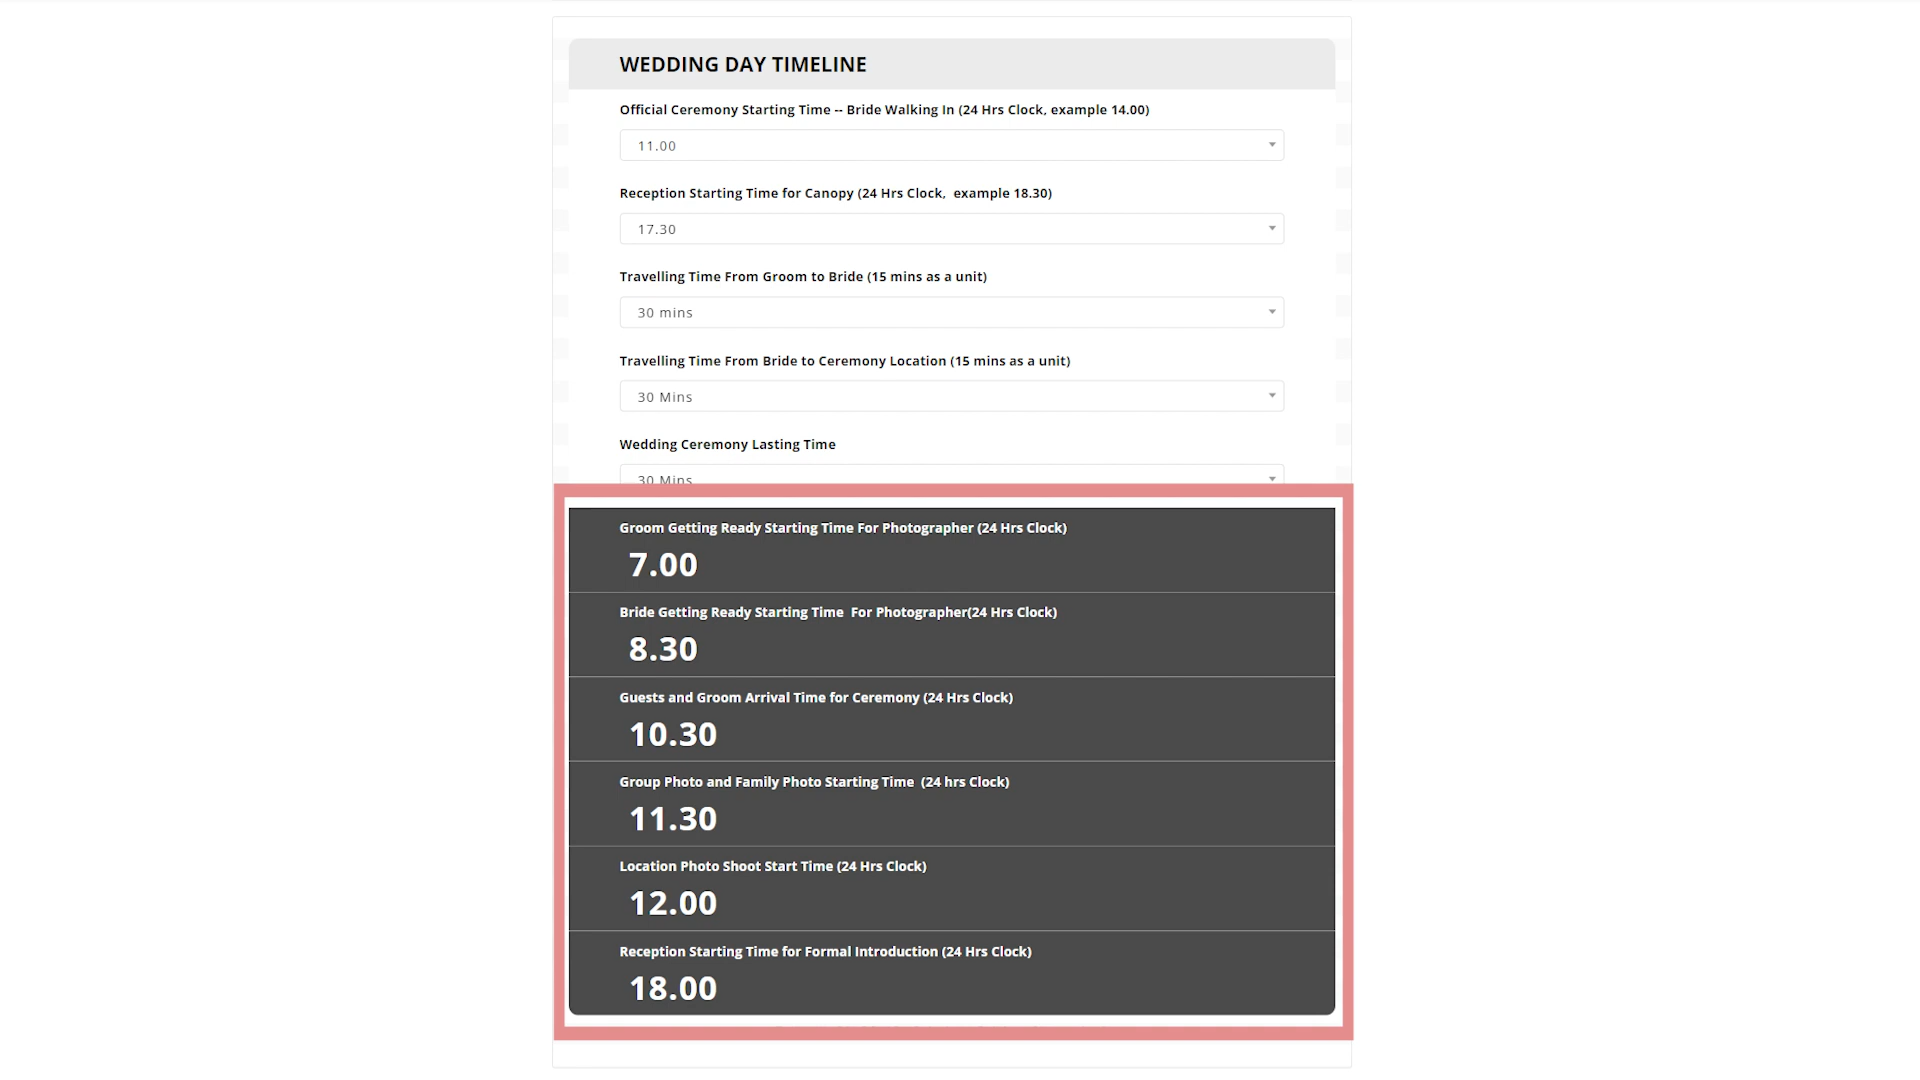 WEDDING DAY TIMELINE
Official Ceremony Starting Time -- Bride Walking In (24 Hrs Clock, example 14.00)
11.00
Reception Starting Time for Canopy (24 Hrs Clock,  example 18.30)
17.30
Travelling Time From Groom to Bride (15 mins as a unit)
30 mins
Travelling Time From Bride to Ceremony Location (15 mins as a unit)
30 Mins
Wedding Ceremony Lasting Time
30 Mins
Groom Getting Ready Starting Time For Photographer (24 Hrs Clock)
7.00
Bride Getting Ready Starting Time  For Photographer(24 Hrs Clock)
8.30
Guests and Groom Arrival Time for Ceremony (24 Hrs Clock)
10.30
Group Photo and Family Photo Starting Time  (24 hrs Clock)
11.30
Location Photo Shoot Start Time (24 Hrs Clock)
12.00
Reception Starting Time for Formal Introduction (24 Hrs Clock)
18.00